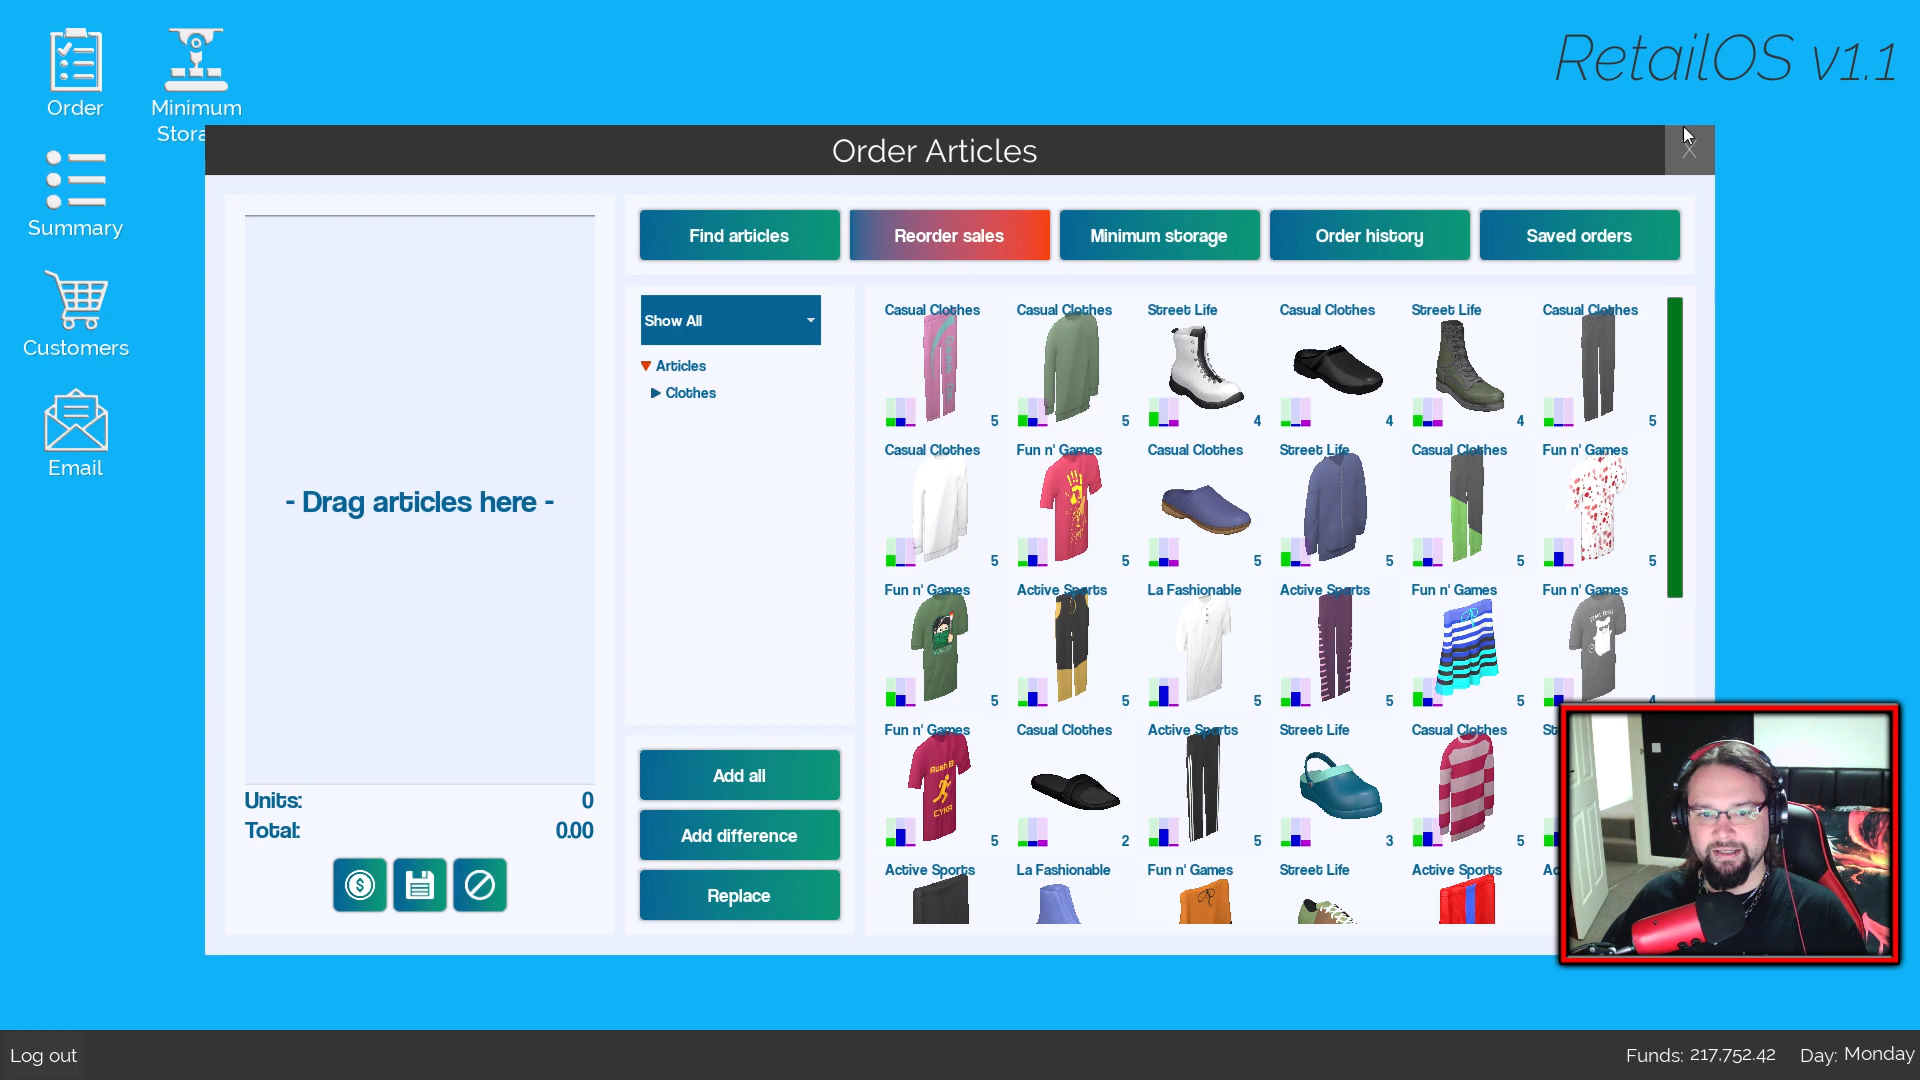 RetailOS v1.1
Order
Minimum
Stora
Summary
Customers
Email
Order Articles
X
Find articles
Reorder sales
Minimum storage
Order history
Saved orders
- Drag articles here -
Units: 0
Total: 0.00
Show All
Articles
Clothes
Add all
Add difference
Replace
Casual Clothes Casual Clothes Street Life Casual Clothes Street Life Casual Clothes
5 5 4 4 4 5
Casual Clothes Fun n' Games Casual Clothes Street Life Casual Clothes Fun n' Games
5 5 5 5 5 5
Fun n' Games Active Sports La Fashionable Active Sports Fun n' Games Fun n' Games
5 5 5 5 5
Fun n' Games Casual Clothes Active Sports Street Life Casual Clothes St
Rush B
CYKA
5 2 5 3 5
Active Sports La Fashionable Fun n' Games Street Life Active Sports Ac
Log out
Funds: 217,752.42 Day: Monday